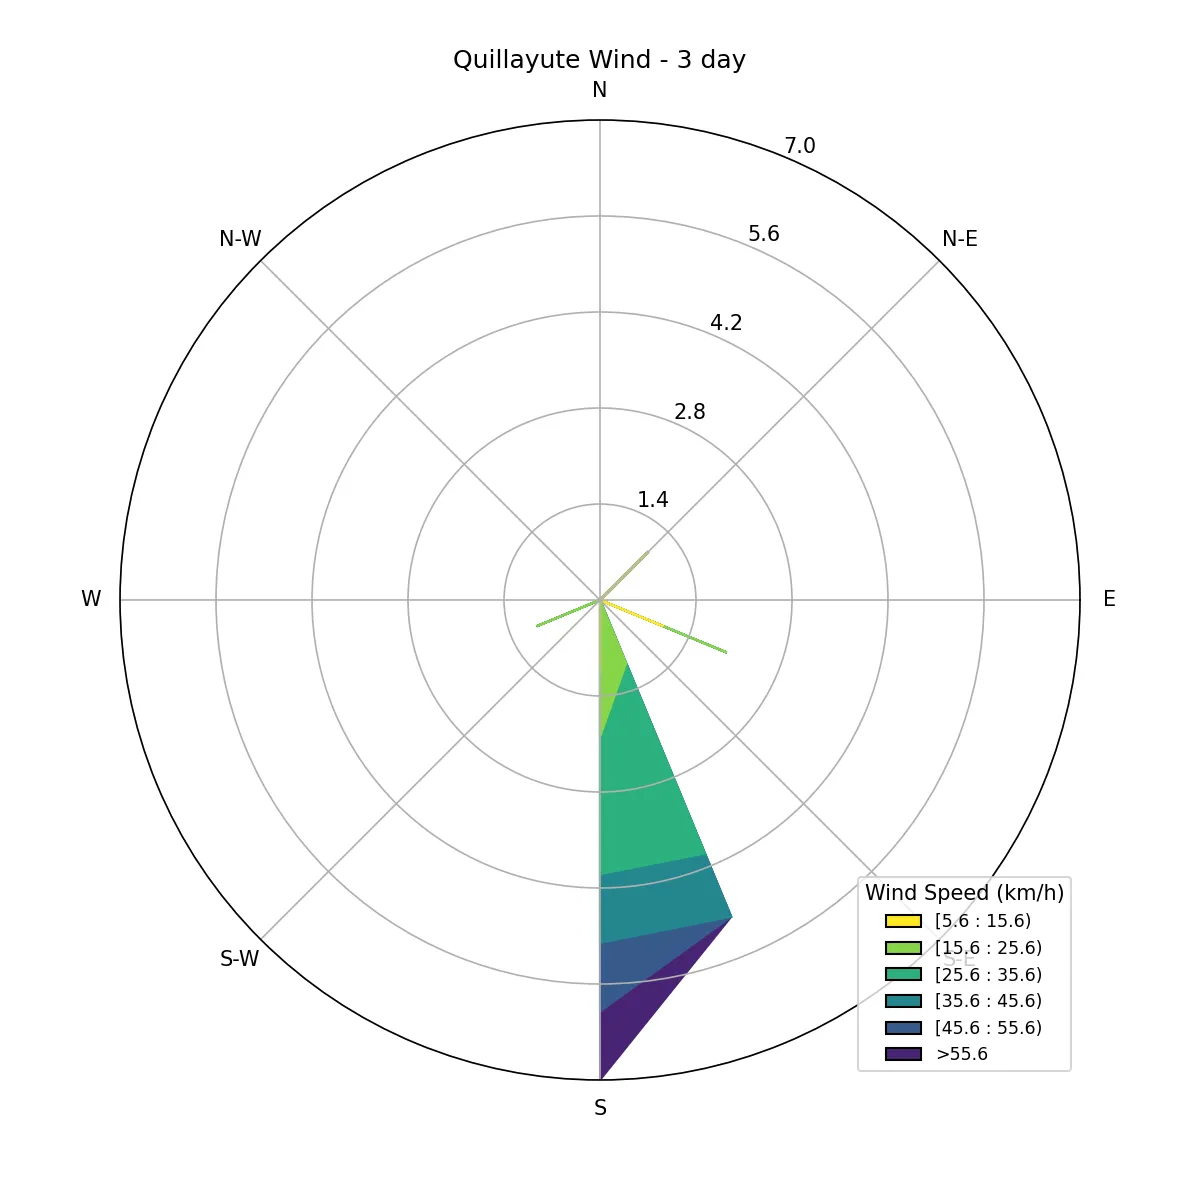 Quillayute Wind - 3 day
N
7.0
N-W
5.6
N-E
4.2
2.8
1.4
W
E
Wind Speed (km/h)
[5.6 : 15.6)
[15.6 : 25.6)
[25.6 : 35.6)
[35.6 : 45.6)
[45.6 : 55.6)
>55.6
S-W
S-E
S